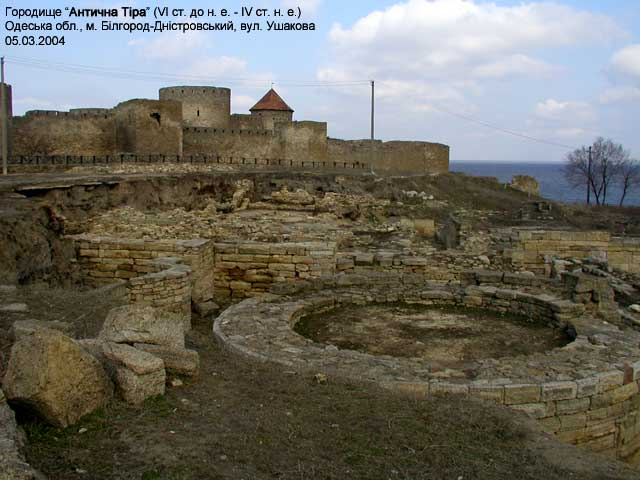 Городище “Антична Тіра” (VI ст. до н. е. - IV ст. н. е.)
Одеська обл., м. Білгород-Дністровський, вул. Ушакова
05.03.2004